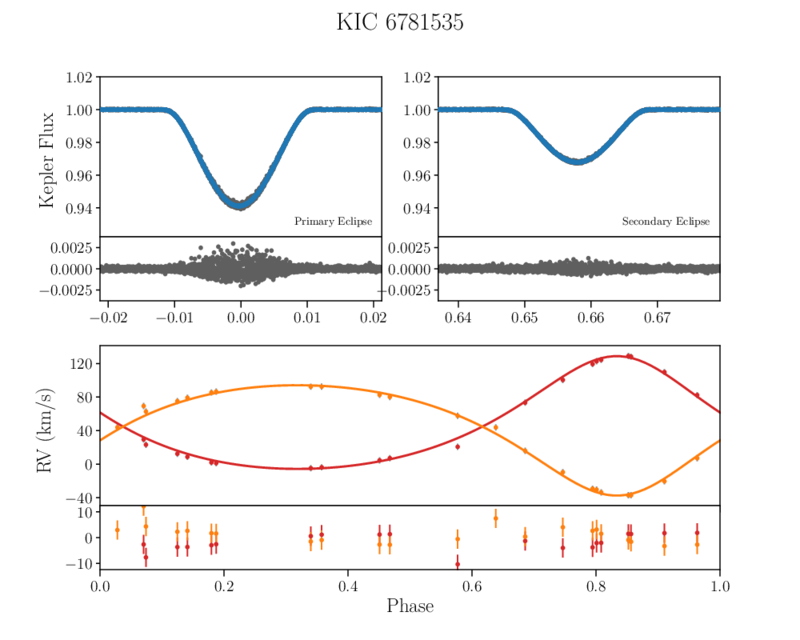 KIC 6781535
1.02
1.00
0.98
0.96
0.94
Kepler Flux
Primary Eclipse
1.02
1.00
0.98
0.96
0.94
Secondary Eclipse
0.0025
0.0000
−0.0025
−0.02 −0.01 0.00 0.01 0.02
0.0025
0.0000
−0.0025
0.64 0.65 0.66 0.67
120
80
40
0
−40
RV (km/s)
10
0
−10
0.0 0.2 0.4 0.6 0.8 1.0
Phase